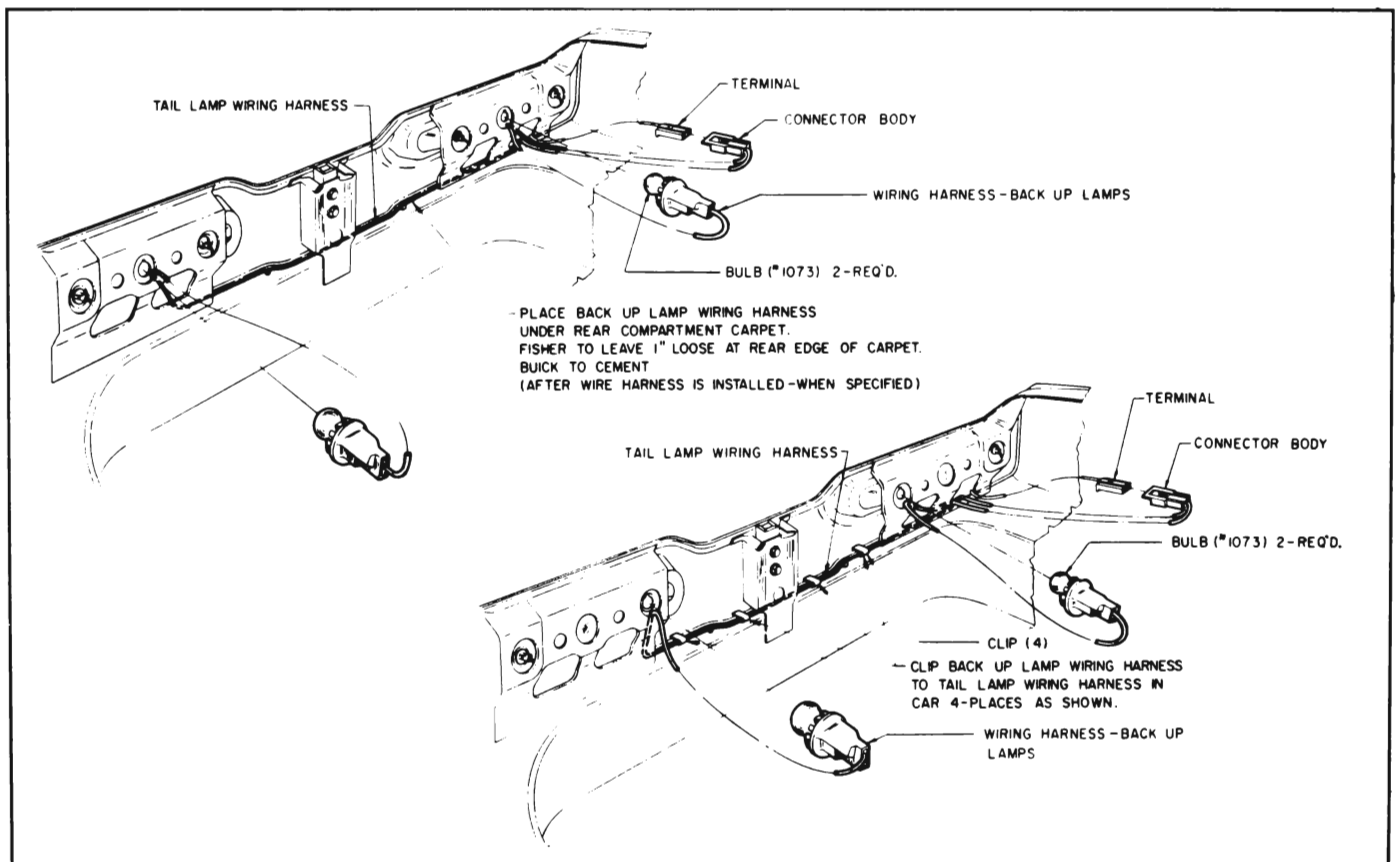 TAIL LAMP WIRING HARNESS
TERMINAL
CONNECTOR BODY
WIRING HARNESS-BACK UP LAMPS
BULB (#1073) 2-REQ'D.
PLACE BACK UP LAMP WIRING HARNESS
UNDER REAR COMPARTMENT CARPET.
FISHER TO LEAVE 1" LOOSE AT REAR EDGE OF CARPET.
BUICK TO CEMENT
(AFTER WIRE HARNESS IS INSTALLED-WHEN SPECIFIED)
TAIL LAMP WIRING HARNESS
TERMINAL
CONNECTOR BODY
BULB (#1073) 2-REQ'D.
CLIP (4)
CLIP BACK UP LAMP WIRING HARNESS
TO TAIL LAMP WIRING HARNESS IN
CAR 4-PLACES AS SHOWN.
WIRING HARNESS-BACK UP
LAMPS